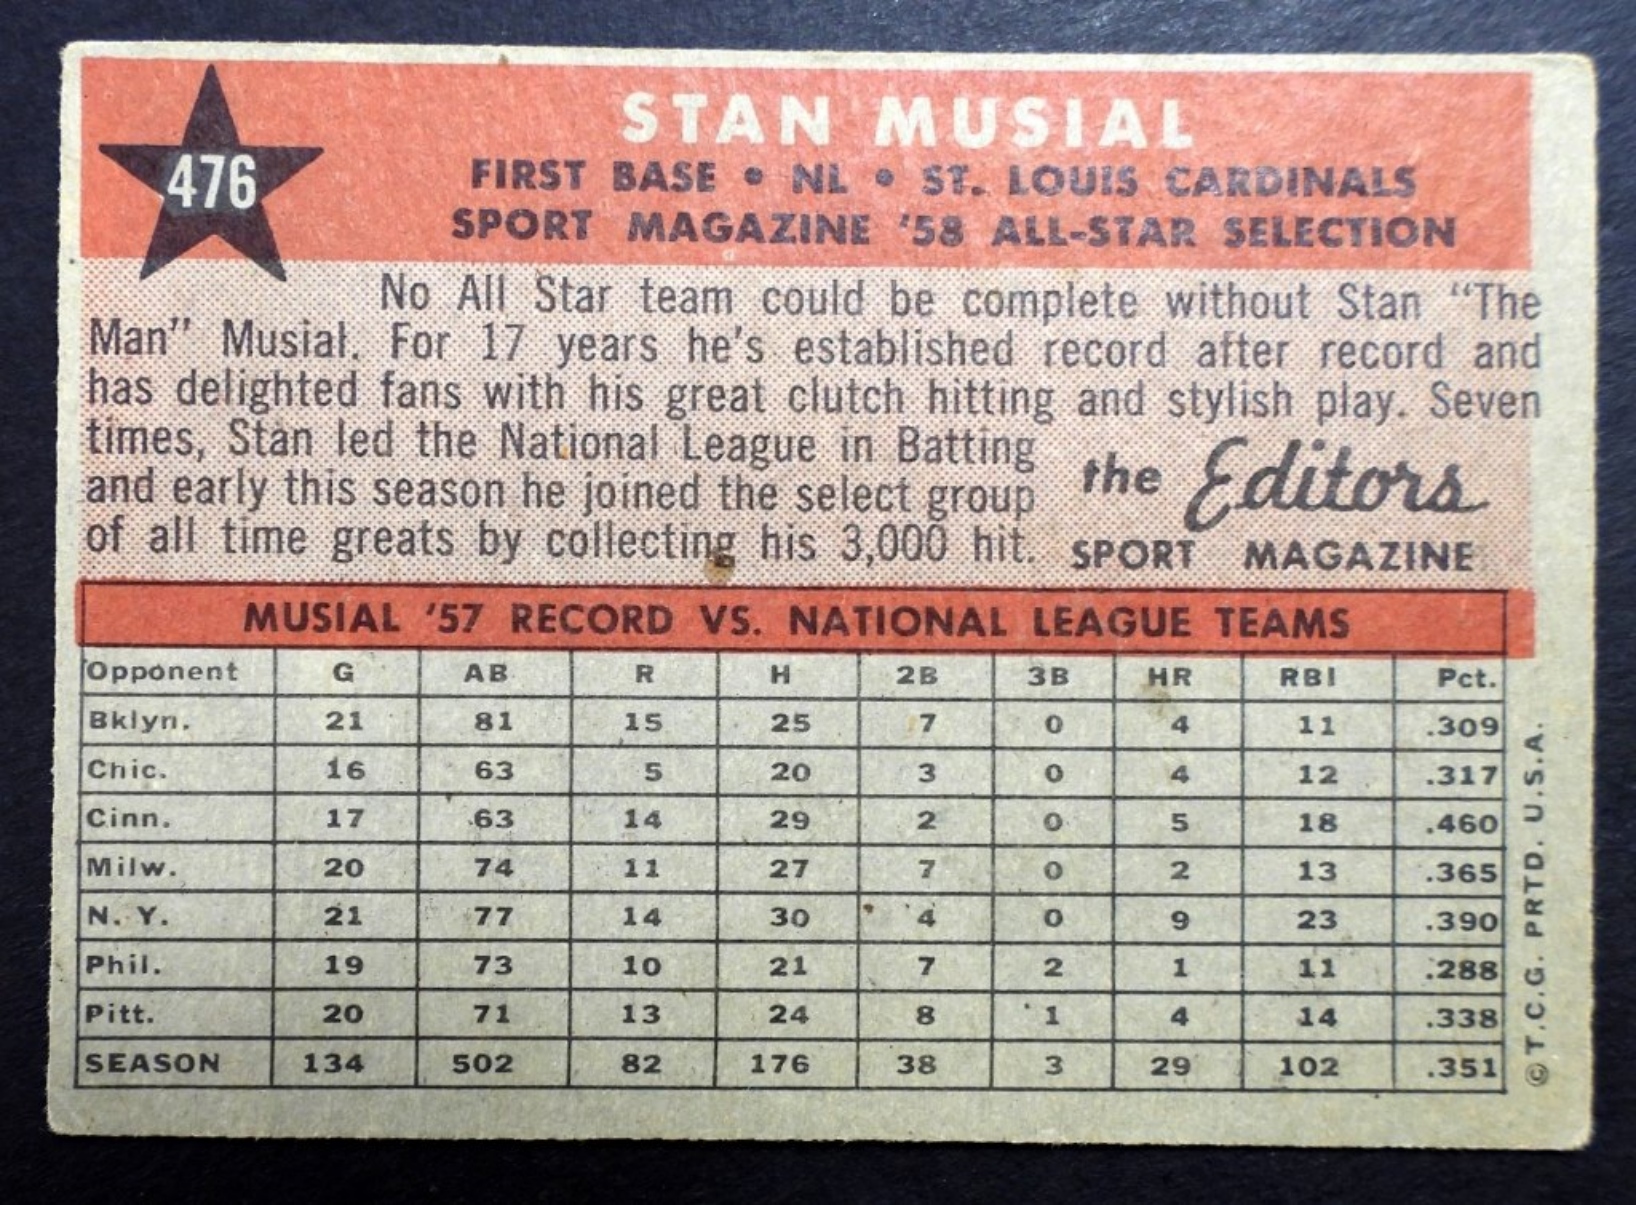 476
STAN MUSIAL
FIRST BASE • NL • ST. LOUIS CARDINALS
SPORT MAGAZINE '58 ALL-STAR SELECTION
No All Star team could be complete without Stan "The
Man" Musial. For 17 years he's established record after record and
has delighted fans with his great clutch hitting and stylish play. Seven
times, Stan led the National League in Batting
and early this season he joined the select group
of all time greats by collecting his 3,000 hit.
the Editors
SPORT MAGAZINE
MUSIAL '57 RECORD VS. NATIONAL LEAGUE TEAMS
Opponent G AB R H 2B 3B HR RBI Pct.
Bklyn. 21 81 15 25 7 0 4 11 .309
Chic. 16 63 5 20 3 0 4 12 .317
Cinn. 17 63 14 29 2 0 5 18 .460
Milw. 20 74 11 27 7 0 2 13 .365
N. Y. 21 77 14 30 4 0 9 23 .390
Phil. 19 73 10 21 7 2 1 11 .288
Pitt. 20 71 13 24 8 1 4 14 .338
SEASON 134 502 82 176 38 3 29 102 .351
© T.C.G. PRTD. U.S.A.